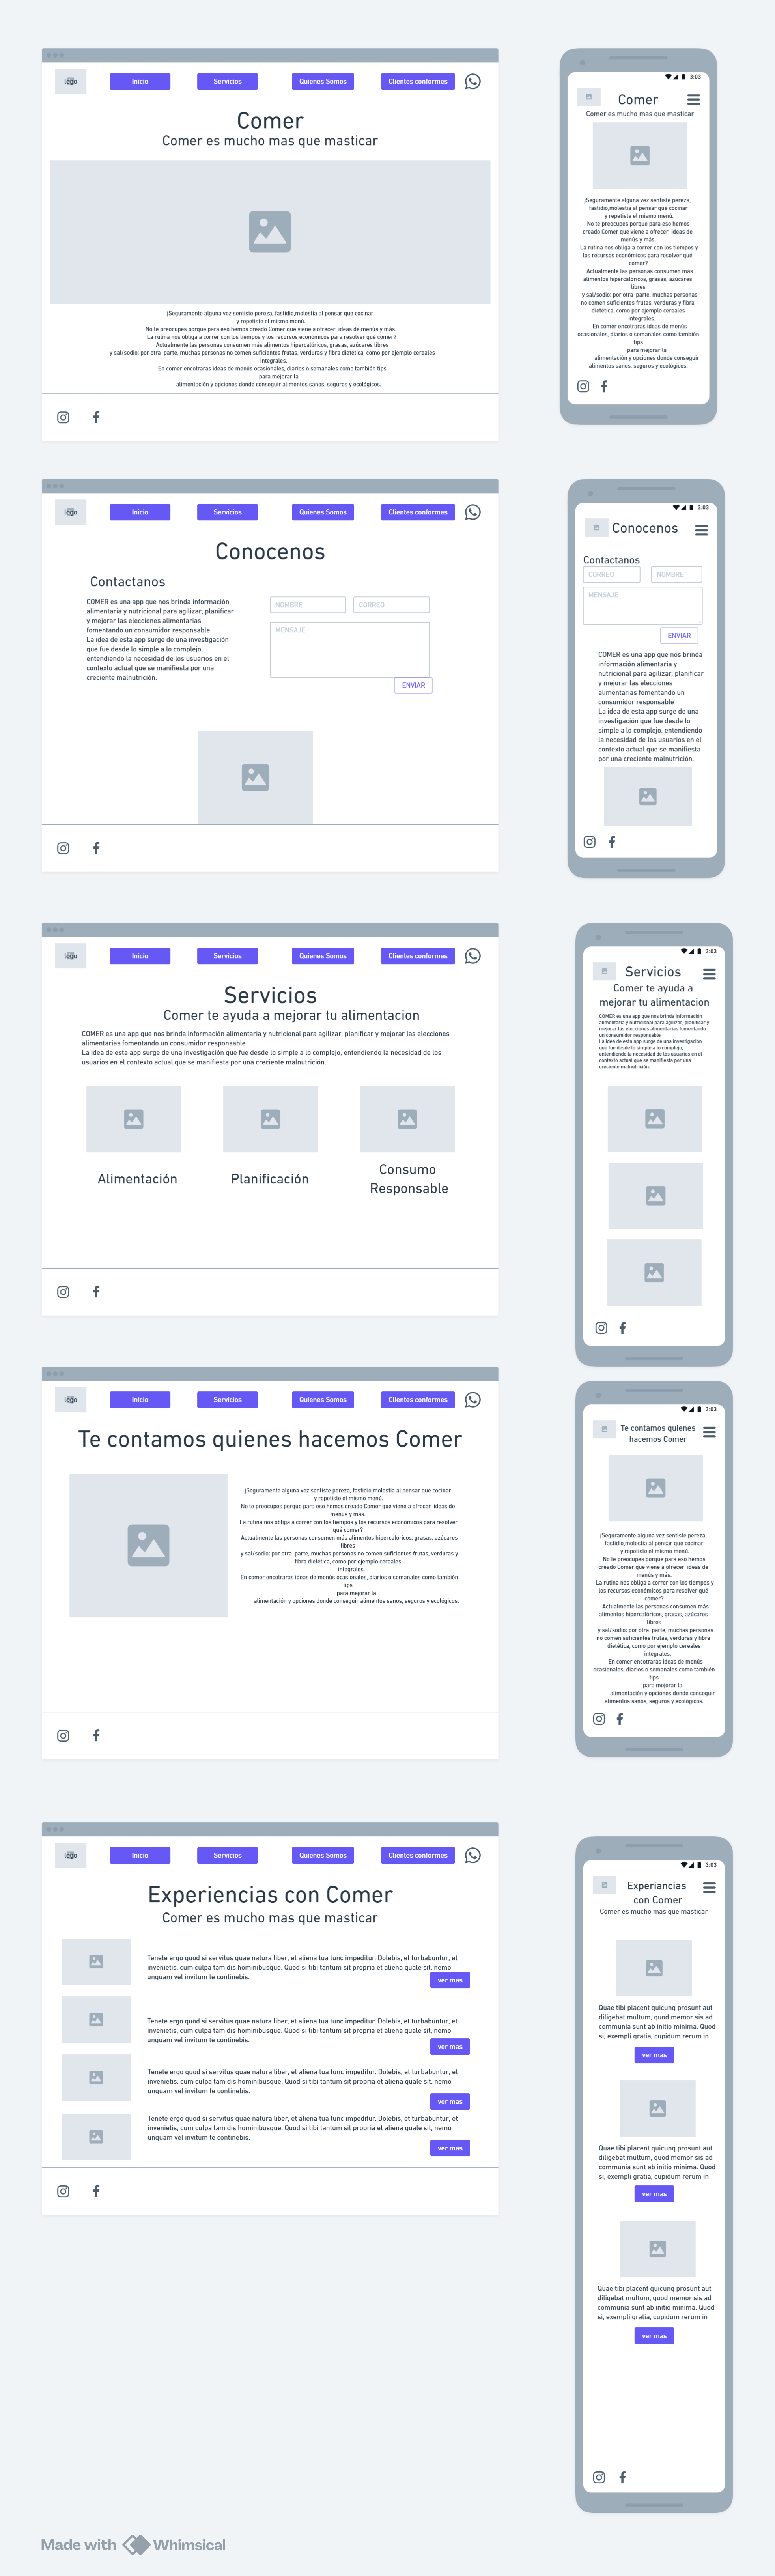 logo
Inicio
Servicios
Quienes Somos
Clientes conformes
Comer
Comer es mucho mas que masticar
¡Seguramente alguna vez sentiste pereza, fastidio,molestia al pensar que cocinar
y repetiste el mismo menú.
No te preocupes porque para eso hemos creado Comer que viene a ofrecer ideas de menús y más.
La rutina nos obliga a correr con los tiempos y los recursos económicos para resolver qué comer?
Actualmente las personas consumen más alimentos hipercalóricos, grasas, azúcares libres
y sal/sodio; por otra parte, muchas personas no comen suficientes frutas, verduras y fibra dietética, como por ejemplo cereales
integrales.
En comer encontraras ideas de menús ocasionales, diarios o semanales como también tips
para mejorar la
alimentación y opciones donde conseguir alimentos sanos, seguros y ecológicos.
3:03
Comer
Comer es mucho mas que masticar
¡Seguramente alguna vez sentiste pereza,
fastidio,molestia al pensar que cocinar
y repetiste el mismo menú.
No te preocupes porque para eso hemos
creado Comer que viene a ofrecer ideas de
menús y más.
La rutina nos obliga a correr con los tiempos y
los recursos económicos para resolver qué
comer?
Actualmente las personas consumen más
alimentos hipercalóricos, grasas, azúcares
libres
y sal/sodio; por otra parte, muchas personas
no comen suficientes frutas, verduras y fibra
dietética, como por ejemplo cereales
integrales.
En comer encontraras ideas de menús
ocasionales, diarios o semanales como también
tips
para mejorar la
alimentación y opciones donde conseguir
alimentos sanos, seguros y ecológicos.
logo
Inicio
Servicios
Quienes Somos
Clientes conformes
Conocenos
Contactanos
COMER es una app que nos brinda información
alimentaria y nutricional para agilizar, planificar
y mejorar las elecciones alimentarias
fomentando un consumidor responsable
La idea de esta app surge de una investigación
que fue desde lo simple a lo complejo,
entendiendo la necesidad de los usuarios en el
contexto actual que se manifiesta por una
creciente malnutrición.
NOMBRE
CORREO
MENSAJE
ENVIAR
3:03
Conocenos
Contactanos
CORREO
NOMBRE
MENSAJE
ENVIAR
COMER es una app que nos brinda
información alimentaria y
nutricional para agilizar, planificar
y mejorar las elecciones
alimentarias fomentando un
consumidor responsable
La idea de esta app surge de una
investigación que fue desde lo
simple a lo complejo, entendiendo
la necesidad de los usuarios en el
contexto actual que se manifiesta
por una creciente malnutrición.
logo
Inicio
Servicios
Quienes Somos
Clientes conformes
Servicios
Comer te ayuda a mejorar tu alimentacion
COMER es una app que nos brinda información alimentaria y nutricional para agilizar, planificar y mejorar las elecciones
alimentarias fomentando un consumidor responsable
La idea de esta app surge de una investigación que fue desde lo simple a lo complejo, entendiendo la necesidad de los
usuarios en el contexto actual que se manifiesta por una creciente malnutrición.
Alimentación
Planificación
Consumo
Responsable
3:03
Servicios
Comer te ayuda a
mejorar tu alimentacion
COMER es una app que nos brinda información
alimentaria y nutricional para agilizar, planificar y
mejorar las elecciones alimentarias fomentando
un consumidor responsable
La idea de esta app surge de una investigación
que fue desde lo simple a lo complejo,
entendiendo la necesidad de los usuarios en el
contexto actual que se manifiesta por una
creciente malnutrición.
logo
Inicio
Servicios
Quienes Somos
Clientes conformes
Te contamos quienes hacemos Comer
¡Seguramente alguna vez sentiste pereza, fastidio,molestia al pensar que cocinar
y repetiste el mismo menú.
No te preocupes porque para eso hemos creado Comer que viene a ofrecer ideas de
menús y más.
La rutina nos obliga a correr con los tiempos y los recursos económicos para resolver
qué comer?
Actualmente las personas consumen más alimentos hipercalóricos, grasas, azúcares
libres
y sal/sodio; por otra parte, muchas personas no comen suficientes frutas, verduras y
fibra dietética, como por ejemplo cereales
integrales.
En comer encontraras ideas de menús ocasionales, diarios o semanales como también
tips
para mejorar la
alimentación y opciones donde conseguir alimentos sanos, seguros y ecológicos.
3:03
Te contamos quienes
hacemos Comer
¡Seguramente alguna vez sentiste pereza,
fastidio,molestia al pensar que cocinar
y repetiste el mismo menú.
No te preocupes porque para eso hemos
creado Comer que viene a ofrecer ideas de
menús y más.
La rutina nos obliga a correr con los tiempos y
los recursos económicos para resolver qué
comer?
Actualmente las personas consumen más
alimentos hipercalóricos, grasas, azúcares
libres
y sal/sodio; por otra parte, muchas personas
no comen suficientes frutas, verduras y fibra
dietética, como por ejemplo cereales
integrales.
En comer encontraras ideas de menús
ocasionales, diarios o semanales como también
tips
para mejorar la
alimentación y opciones donde conseguir
alimentos sanos, seguros y ecológicos.
logo
Inicio
Servicios
Quienes Somos
Clientes conformes
Experiencias con Comer
Comer es mucho mas que masticar
Tenete ergo quod si servitus quae natura liber, et aliena tua tunc impeditur. Dolebis, et turbabuntur, et
invenietis, cum culpa tam dis hominibusque. Quod si tibi tantum sit propria et aliena quale sit, nemo
unquam vel invitum te continebis.
ver mas
Tenete ergo quod si servitus quae natura liber, et aliena tua tunc impeditur. Dolebis, et turbabuntur, et
invenietis, cum culpa tam dis hominibusque. Quod si tibi tantum sit propria et aliena quale sit, nemo
unquam vel invitum te continebis.
ver mas
Tenete ergo quod si servitus quae natura liber, et aliena tua tunc impeditur. Dolebis, et turbabuntur, et
invenietis, cum culpa tam dis hominibusque. Quod si tibi tantum sit propria et aliena quale sit, nemo
unquam vel invitum te continebis.
ver mas
Tenete ergo quod si servitus quae natura liber, et aliena tua tunc impeditur. Dolebis, et turbabuntur, et
invenietis, cum culpa tam dis hominibusque. Quod si tibi tantum sit propria et aliena quale sit, nemo
unquam vel invitum te continebis.
ver mas
3:03
Experiancias
con Comer
Comer es mucho mas que masticar
Quae tibi placent quicunq prosunt aut
diligebat multum, quod memor sis ad
communia sunt ab initio minima. Quod
si, exempli gratia, cupidum rerum in
ver mas
Quae tibi placent quicunq prosunt aut
diligebat multum, quod memor sis ad
communia sunt ab initio minima. Quod
si, exempli gratia, cupidum rerum in
ver mas
Quae tibi placent quicunq prosunt aut
diligebat multum, quod memor sis ad
communia sunt ab initio minima. Quod
si, exempli gratia, cupidum rerum in
ver mas
Made with Whimsical